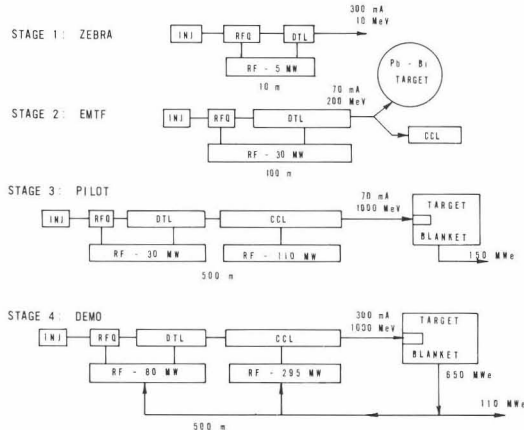 STAGE 1: ZEBRA
300 mA
10 MeV
INJ RFQ DTL
RF - 5 MW
10 m
STAGE 2: EMTF
70 mA
200 MeV
Pb - Bi
TARGET
INJ RFQ DTL
CCL
RF - 30 MW
100 m
STAGE 3: PILOT
70 mA
1000 MeV
TARGET
INJ RFQ DTL CCL
BLANKET
RF - 30 MW RF - 110 MW
150 MWe
500 m
STAGE 4: DEMO
300 mA
1000 MeV
TARGET
INJ RFQ DTL CCL
BLANKET
RF - 80 MW RF - 295 MW
650 MWe
110 MWe
500 m